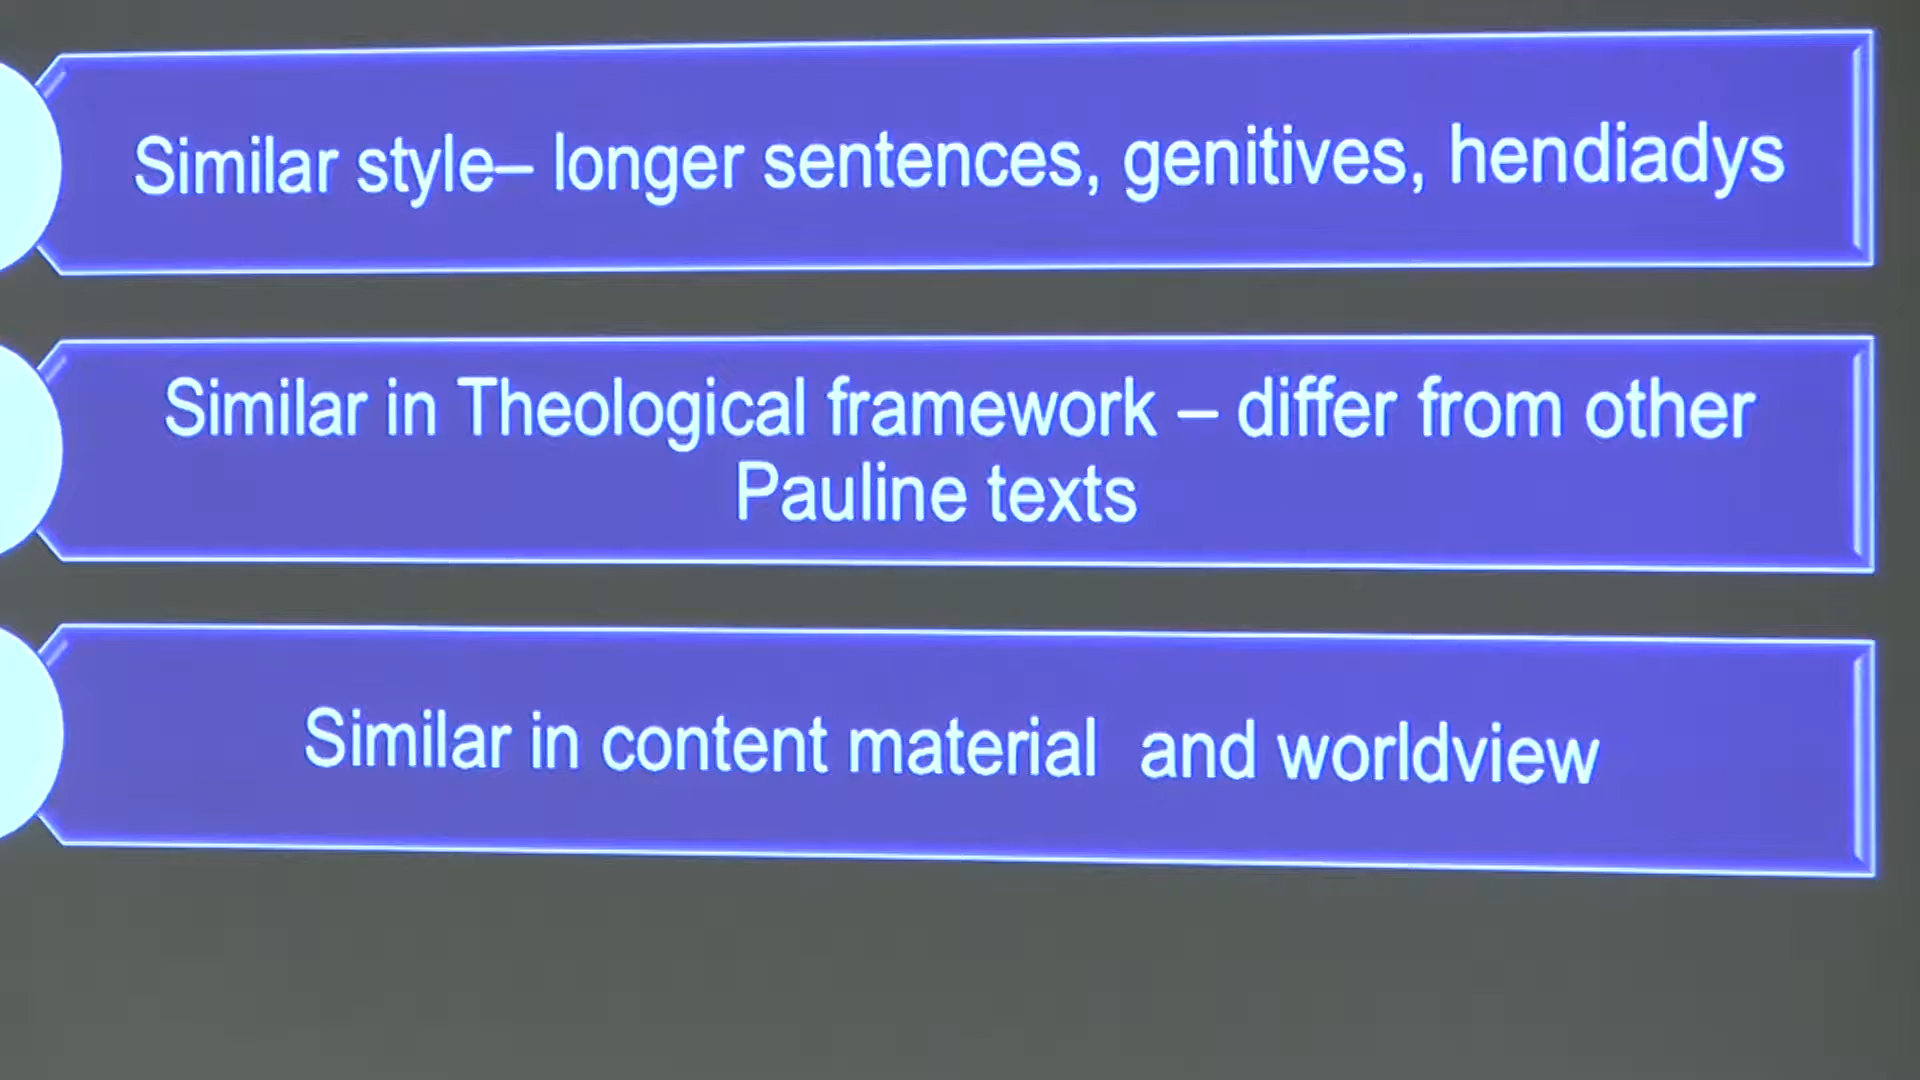 Similar style– longer sentences, genitives, hendiadys
Similar in Theological framework – differ from other
Pauline texts
Similar in content material  and worldview